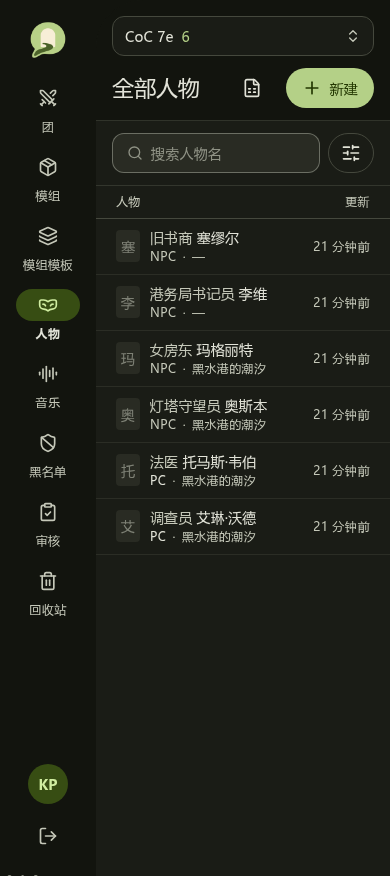 CoC 7e 6
全部人物
新建
搜索人物名
人物 更新
塞 旧书商 塞缪尔
NPC · —
21 分钟前
李 港务局书记员 李维
NPC · —
21 分钟前
玛 女房东 玛格丽特
NPC · 黑水港的潮汐
21 分钟前
奥 灯塔守望员 奥斯本
NPC · 黑水港的潮汐
21 分钟前
托 法医 托马斯·韦伯
PC · 黑水港的潮汐
21 分钟前
艾 调查员 艾琳·沃德
PC · 黑水港的潮汐
21 分钟前
团
模组
模组模板
人物
音乐
黑名单
审核
回收站
KP